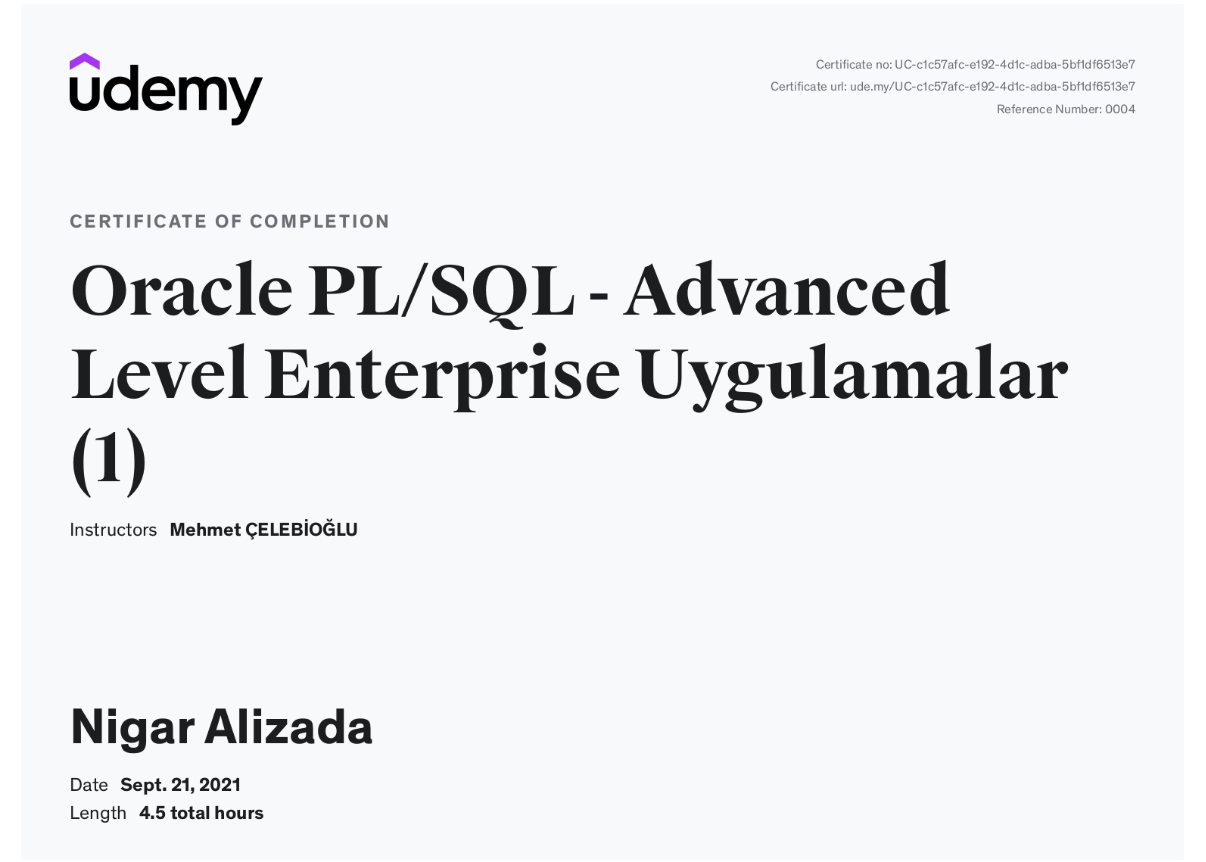 udemy
Certificate no: UC-c1c57afc-e192-4d1c-adba-5bf1df6513e7
Certificate url: ude.my/UC-c1c57afc-e192-4d1c-adba-5bf1df6513e7
Reference Number: 0004
CERTIFICATE OF COMPLETION
Oracle PL/SQL - Advanced
Level Enterprise Uygulamalar
(1)
Instructors Mehmet ÇELEBİOĞLU
Nigar Alizada
Date Sept. 21, 2021
Length 4.5 total hours